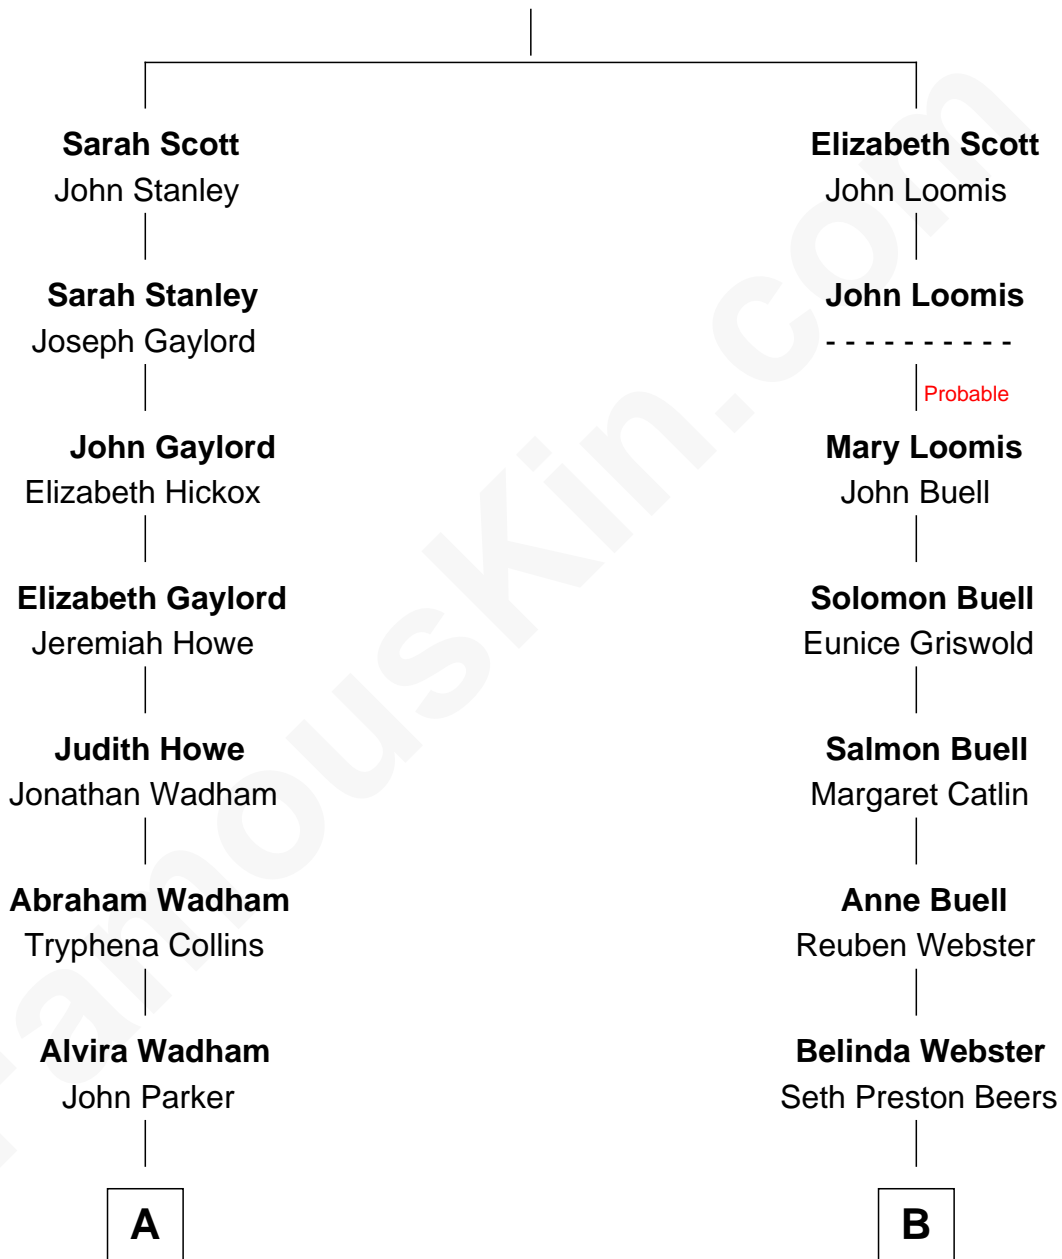 Sarah Scott
John Stanley
Elizabeth Scott
John Loomis
Sarah Stanley
Joseph Gaylord
John Loomis
- - - - - - - - - -
Probable
John Gaylord
Elizabeth Hickox
Mary Loomis
John Buell
Elizabeth Gaylord
Jeremiah Howe
Solomon Buell
Eunice Griswold
Judith Howe
Jonathan Wadham
Salmon Buell
Margaret Catlin
Abraham Wadham
Tryphena Collins
Anne Buell
Reuben Webster
Alvira Wadham
John Parker
Belinda Webster
Seth Preston Beers
A
B
FamousKin.com